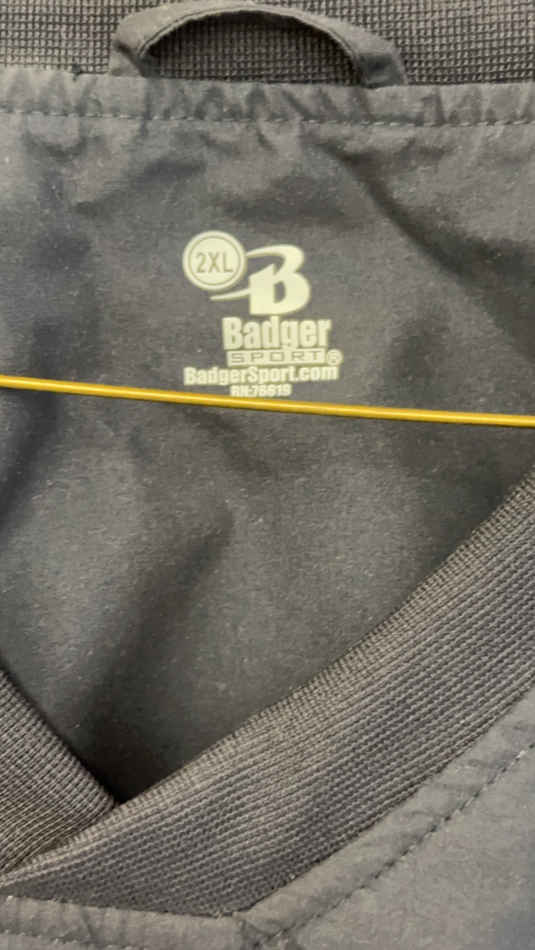 2XL
B
Badger
SPORT®
BadgerSport.com
RN:76619